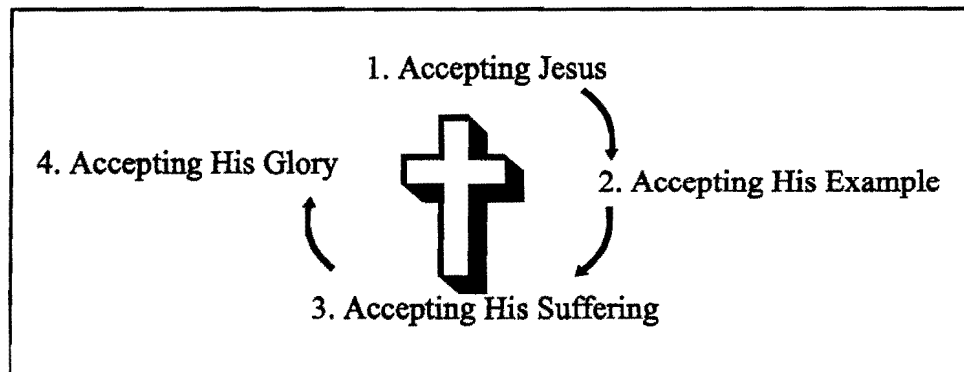 1. Accepting Jesus
2. Accepting His Example
3. Accepting His Suffering
4. Accepting His Glory